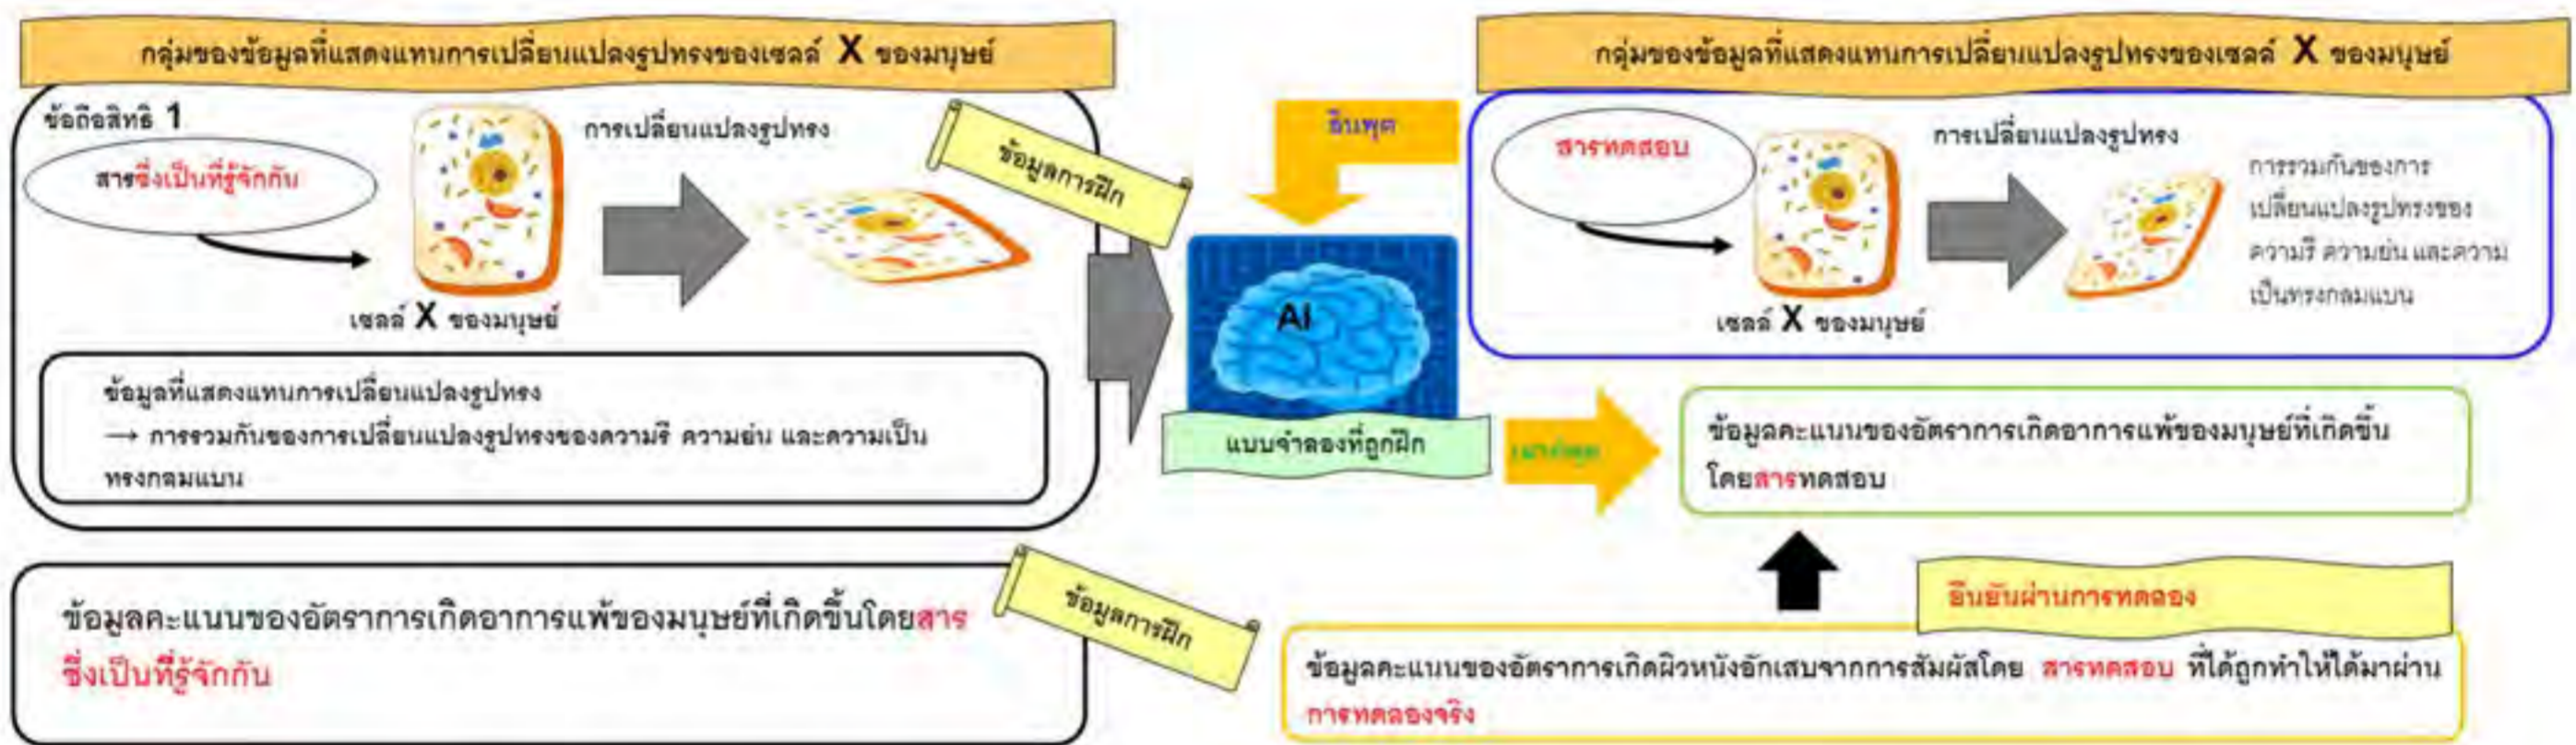 กลุ่มของข้อมูลที่แสดงแทนการเปลี่ยนแปลงรูปทรงของเซลล์ X ของมนุษย์
ข้อถือสิทธิ 1
สารซึ่งเป็นที่รู้จักกัน
การเปลี่ยนแปลงรูปทรง
ข้อมูลการฝึก
เซลล์ X ของมนุษย์
ข้อมูลที่แสดงแทนการเปลี่ยนแปลงรูปทรง
→ การรวมกันของการเปลี่ยนแปลงรูปทรงของความรี ความย่น และความเป็น
ทรงกลมแบน
ข้อมูลคะแนนของอัตราการเกิดอาการแพ้ของมนุษย์ที่เกิดขึ้นโดยสาร
ซึ่งเป็นที่รู้จักกัน
ข้อมูลการฝึก
อินพุต
AI
แบบจำลองที่ถูกฝึก
กลุ่มของข้อมูลที่แสดงแทนการเปลี่ยนแปลงรูปทรงของเซลล์ X ของมนุษย์
สารทดสอบ
การเปลี่ยนแปลงรูปทรง
เซลล์ X ของมนุษย์
การรวมกันของการ
เปลี่ยนแปลงรูปทรงของ
ความรี ความย่น และความ
เป็นทรงกลมแบน
ข้อมูลคะแนนของอัตราการเกิดอาการแพ้ของมนุษย์ที่เกิดขึ้น
โดยสารทดสอบ
ยืนยันผ่านการทดลอง
ข้อมูลคะแนนของอัตราการเกิดผิวหนังอักเสบจากการสัมผัสโดย สารทดสอบ ที่ได้ถูกทำให้ได้มาผ่าน
การทดลองจริง